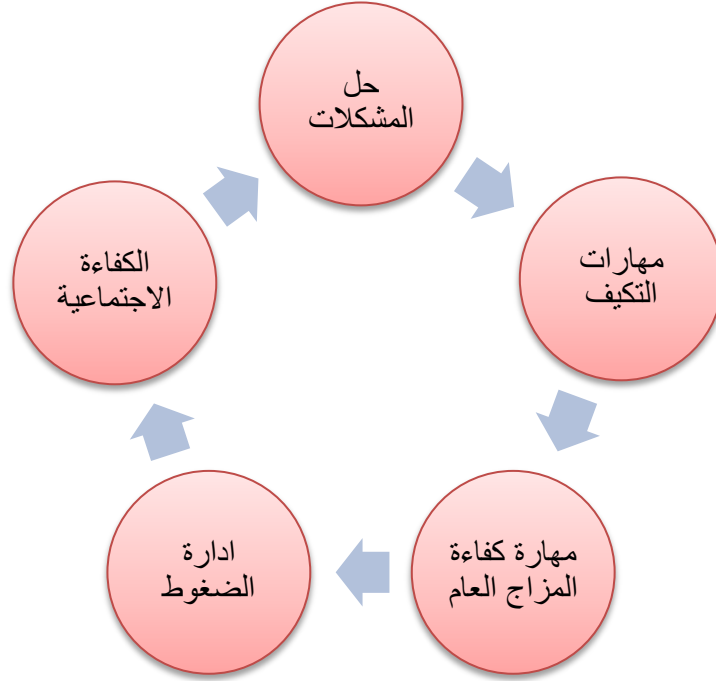 حل
المشكلات
مهارات
التكيف
مهارة كفاءة
المزاج العام
ادارة
الضغوط
الكفاءة
الاجتماعية